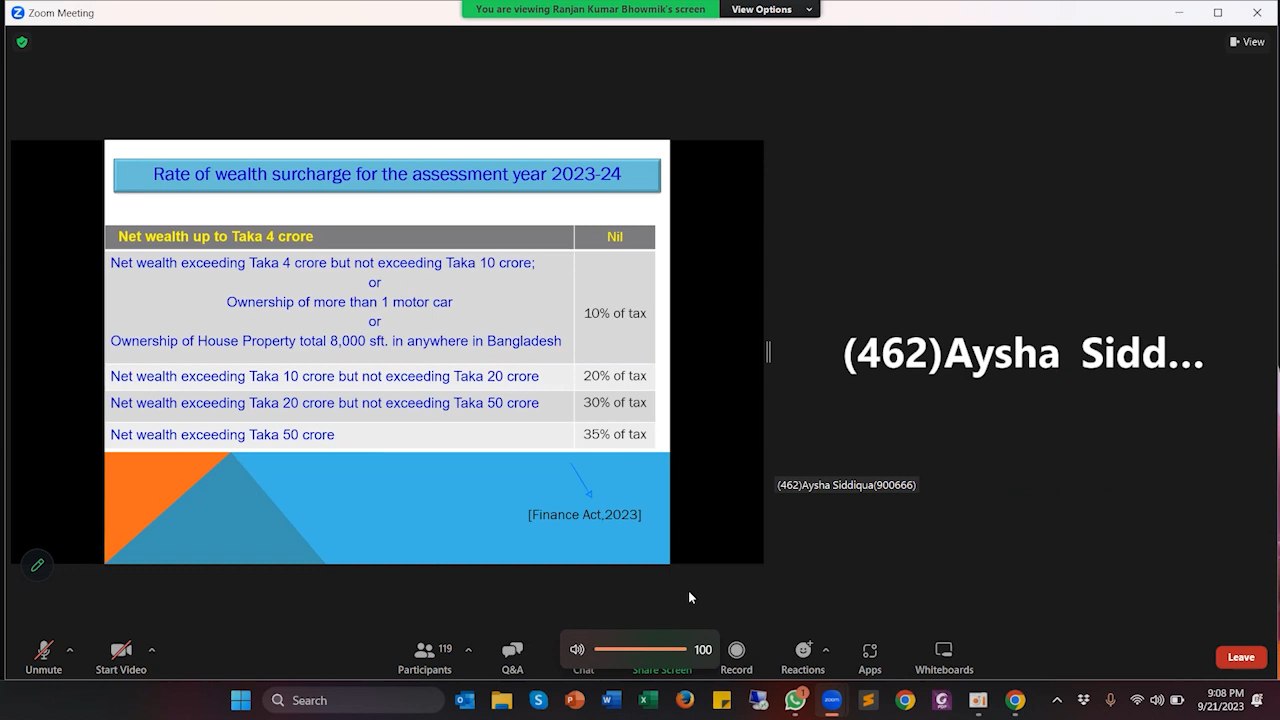 Zoom Meeting
You are viewing Ranjan Kumar Bhowmik's screen
View Options
View
Rate of wealth surcharge for the assessment year 2023-24
Net wealth up to Taka 4 crore
Nil
Net wealth exceeding Taka 4 crore but not exceeding Taka 10 crore;
or
Ownership of more than 1 motor car
or
Ownership of House Property total 8,000 sft. in anywhere in Bangladesh
10% of tax
Net wealth exceeding Taka 10 crore but not exceeding Taka 20 crore
20% of tax
Net wealth exceeding Taka 20 crore but not exceeding Taka 50 crore
30% of tax
Net wealth exceeding Taka 50 crore
35% of tax
[Finance Act,2023]
(462)Aysha Sidd...
(462)Aysha Siddiqua(900666)
Unmute
Start Video
Participants
119
Q&A
Chat
100
Share Screen
Record
Reactions
Apps
Whiteboards
Leave
Search
1
zoom
9:08 PM
9/21/2023